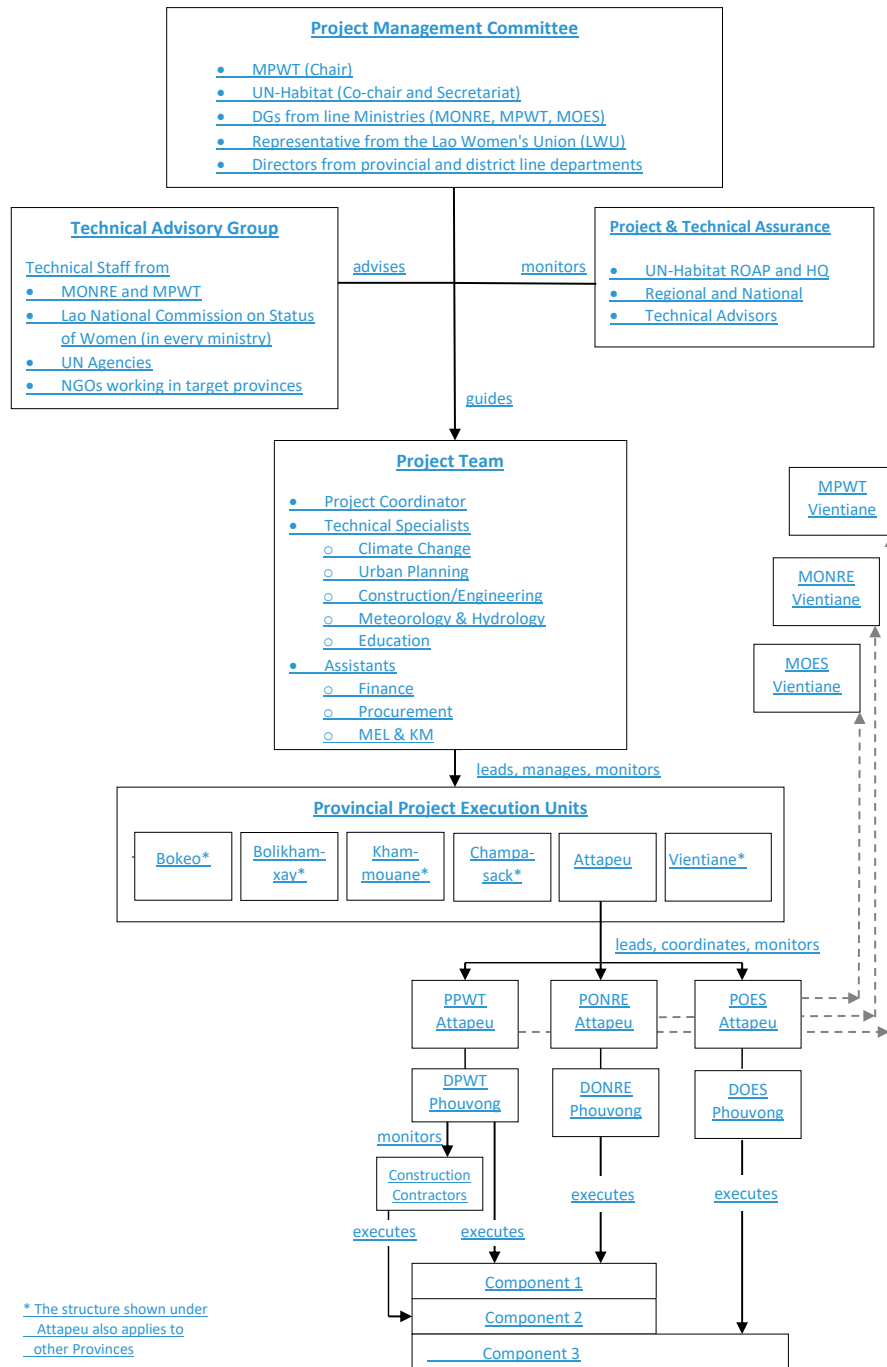 Project Management Committee
• MPWT (Chair)
• UN-Habitat (Co-chair and Secretariat)
• DGs from line Ministries (MONRE, MPWT, MOES)
• Representative from the Lao Women's Union (LWU)
• Directors from provincial and district line departments
Technical Advisory Group
Technical Staff from
• MONRE and MPWT
• Lao National Commission on Status
of Women (in every ministry)
• UN Agencies
• NGOs working in target provinces
advises
monitors
Project & Technical Assurance
• UN-Habitat ROAP and HQ
• Regional and National
• Technical Advisors
guides
Project Team
• Project Coordinator
• Technical Specialists
o Climate Change
o Urban Planning
o Construction/Engineering
o Meteorology & Hydrology
o Education
• Assistants
o Finance
o Procurement
o MEL & KM
MPWT
Vientiane
MONRE
Vientiane
MOES
Vientiane
leads, manages, monitors
Provincial Project Execution Units
Bokeo*
Bolikham-
xay*
Kham-
mouane*
Champa-
sack*
Attapeu
Vientiane*
leads, coordinates, monitors
PPWT
Attapeu
PONRE
Attapeu
POES
Attapeu
DPWT
Phouvong
DONRE
Phouvong
DOES
Phouvong
monitors
Construction
Contractors
executes
executes
executes
executes
Component 1
Component 2
Component 3
* The structure shown under
Attapeu also applies to
other Provinces